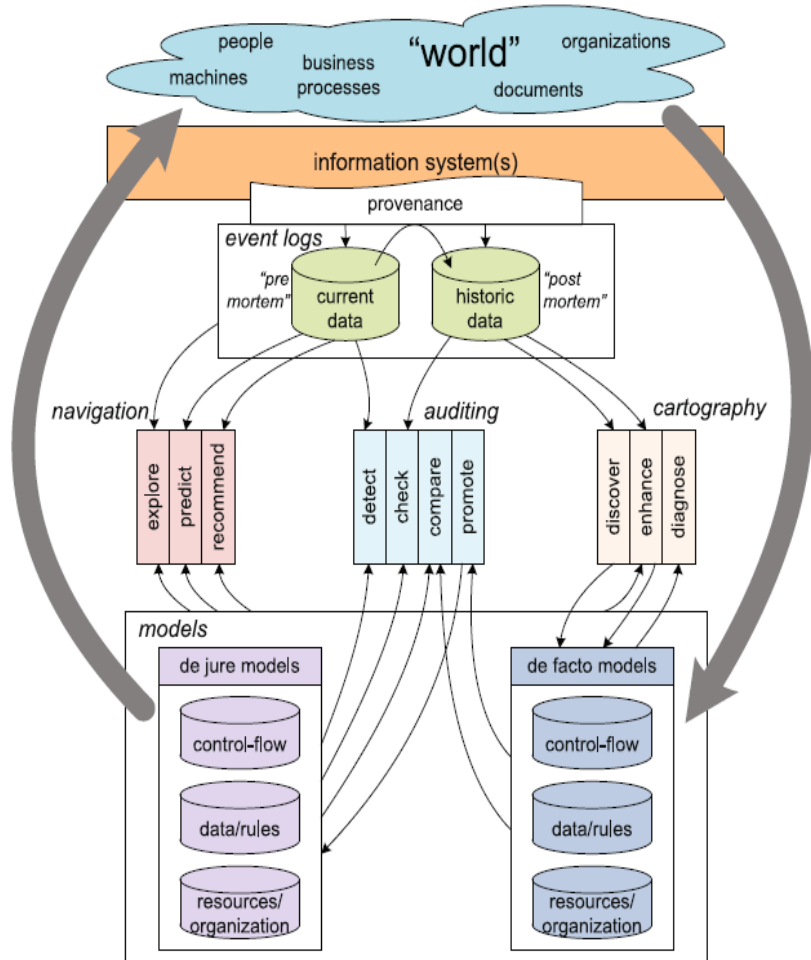 people
"world"
organizations
machines
business
processes
documents
information system(s)
provenance
event logs
"pre
mortem"
current
data
historic
data
"post
mortem"
navigation
auditing
cartography
explore
predict
recommend
detect
check
compare
promote
discover
enhance
diagnose
models
de jure models
de facto models
control-flow
control-flow
data/rules
data/rules
resources/
organization
resources/
organization